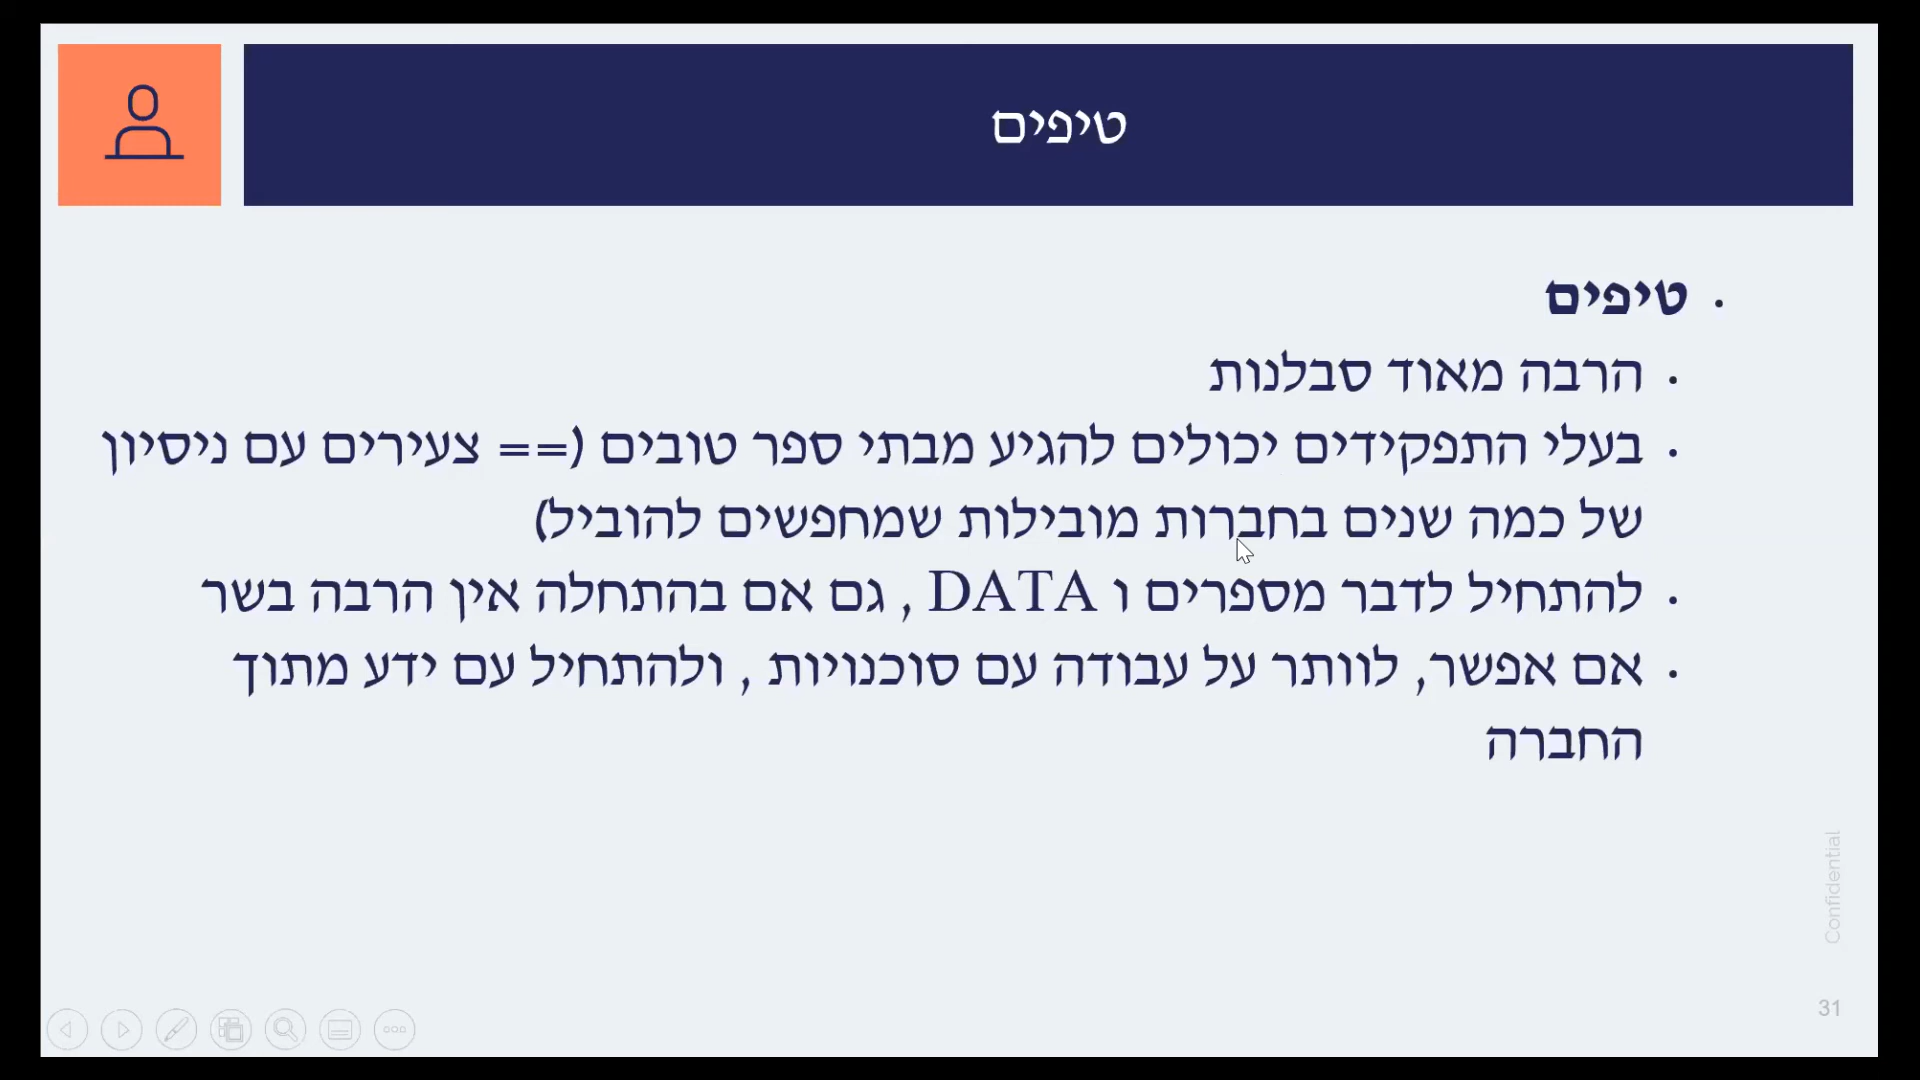 טיפים
• טיפים
• הרבה מאוד סבלנות
• בעלי התפקידים יכולים להגיע מבתי ספר טובים (== צעירים עם ניסיון
של כמה שנים בחברות מובילות שמחפשים להוביל)
• להתחיל לדבר מספרים ו DATA , גם אם בהתחלה אין הרבה בשר
• אם אפשר, לוותר על עבודה עם סוכנויות , ולהתחיל עם ידע מתוך
החברה
Confidential
31